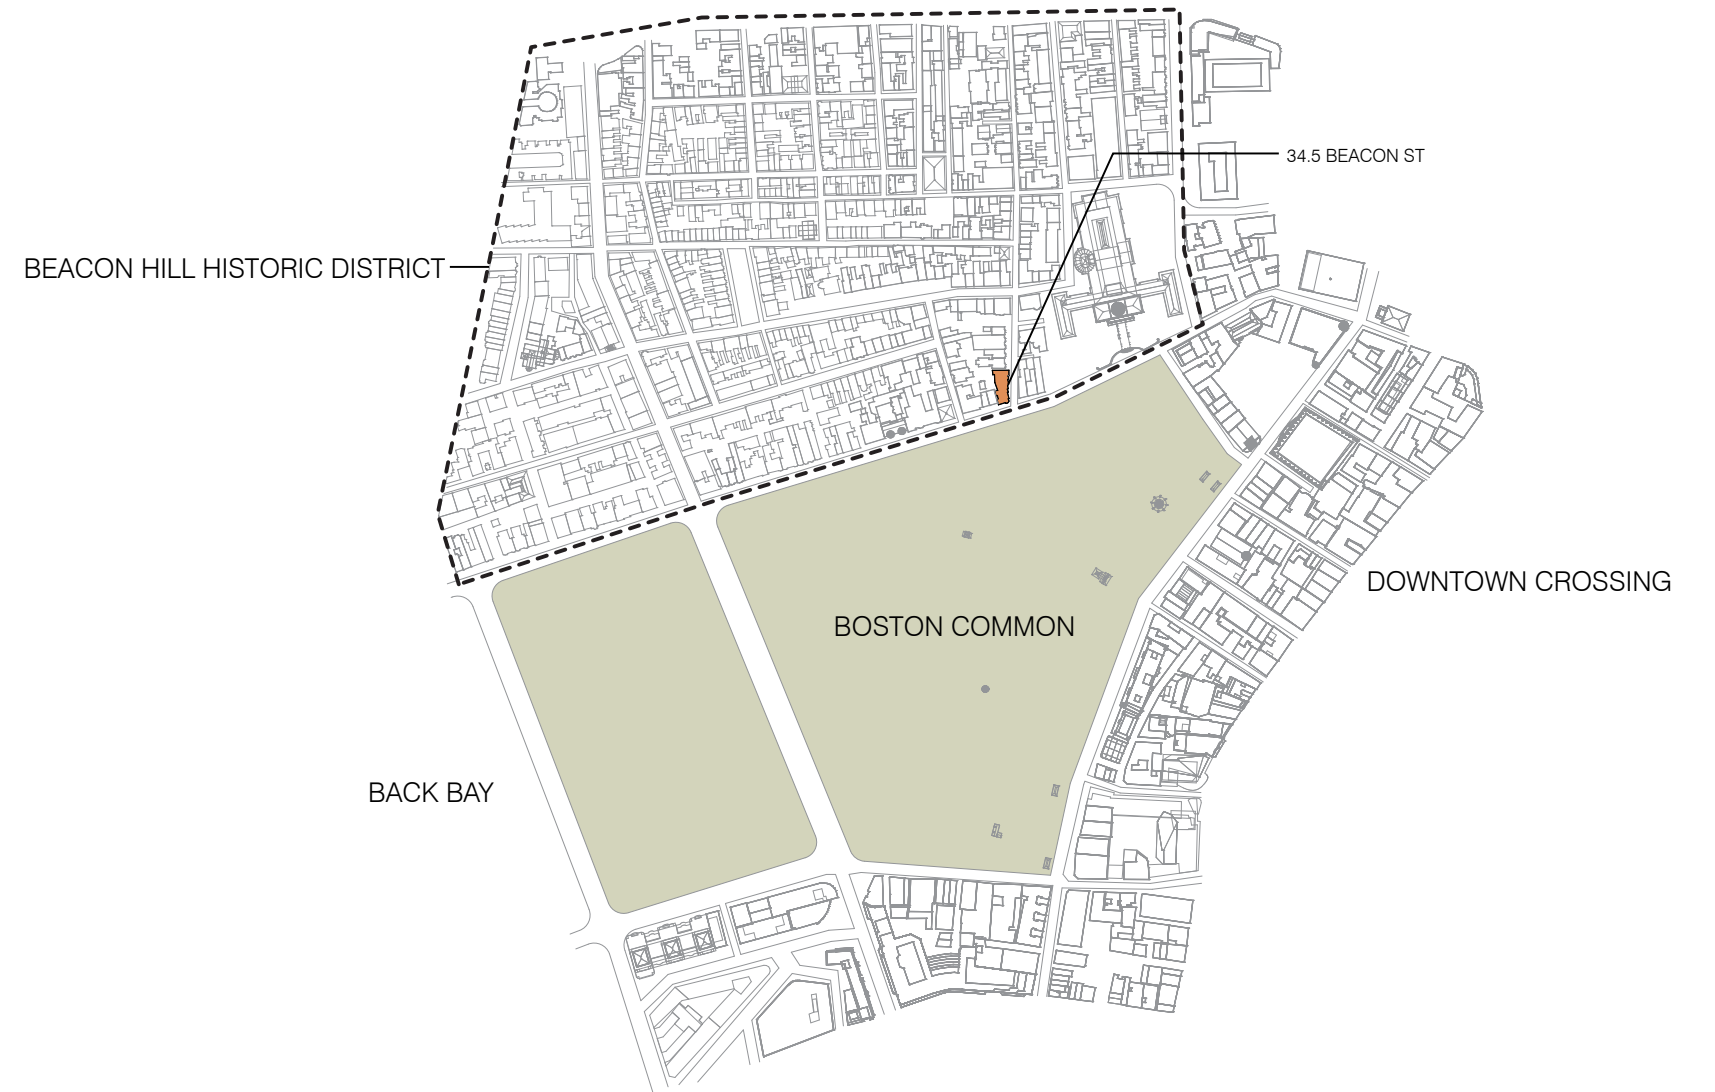 34.5 BEACON ST
BEACON HILL HISTORIC DISTRICT
DOWNTOWN CROSSING
BOSTON COMMON
BACK BAY